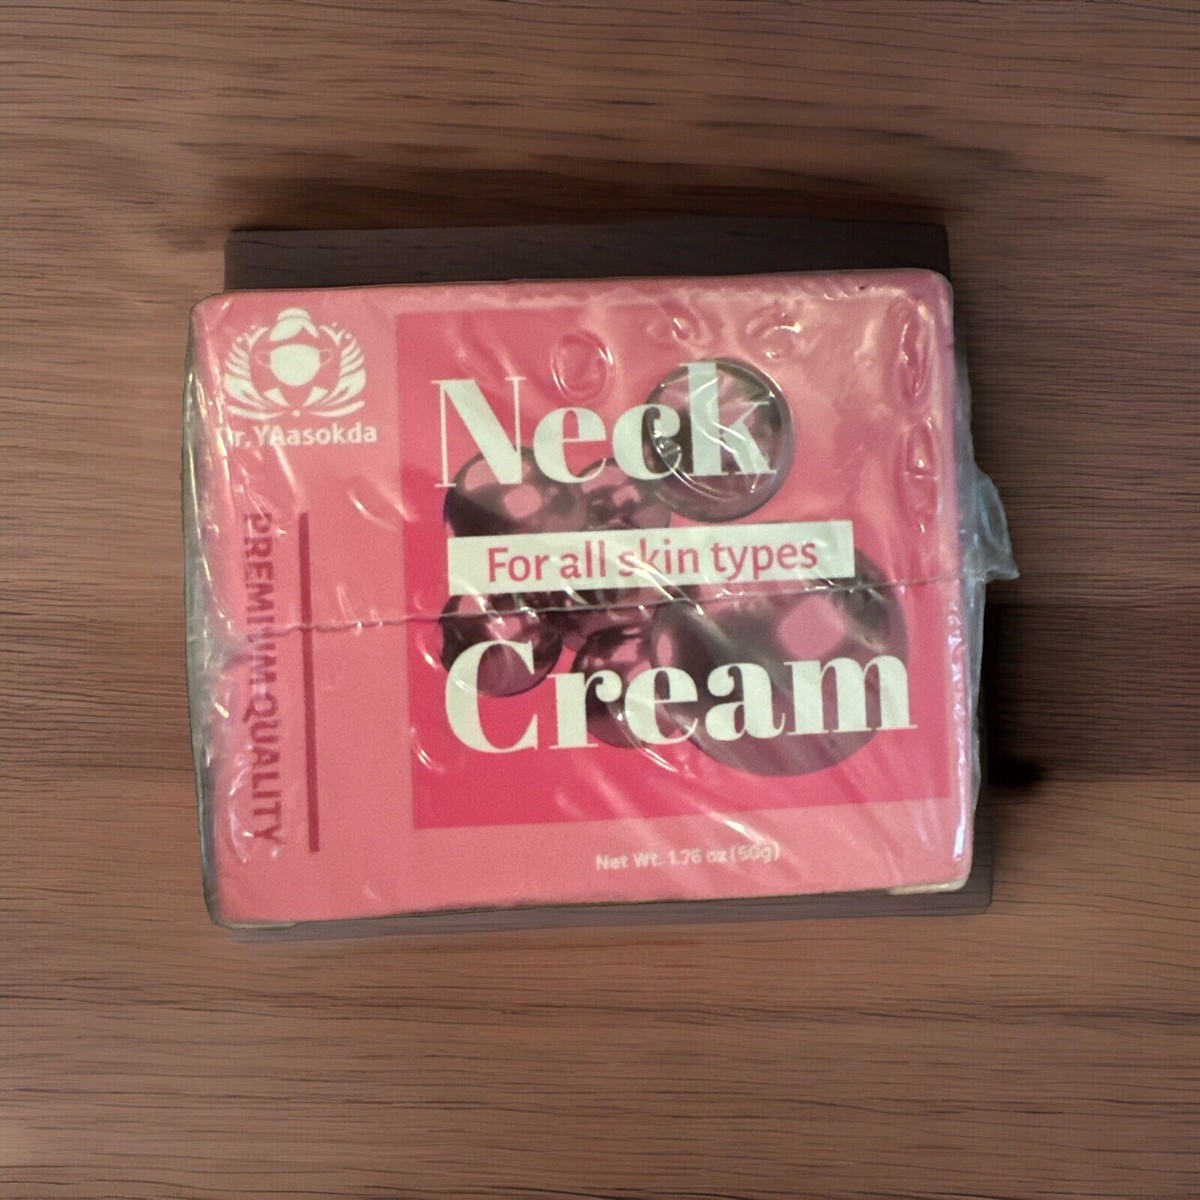 Dr.YAasokda
PREMIUM QUALITY
Neck
For all skin types
Cream
Net Wt. 1.76 oz (50g)